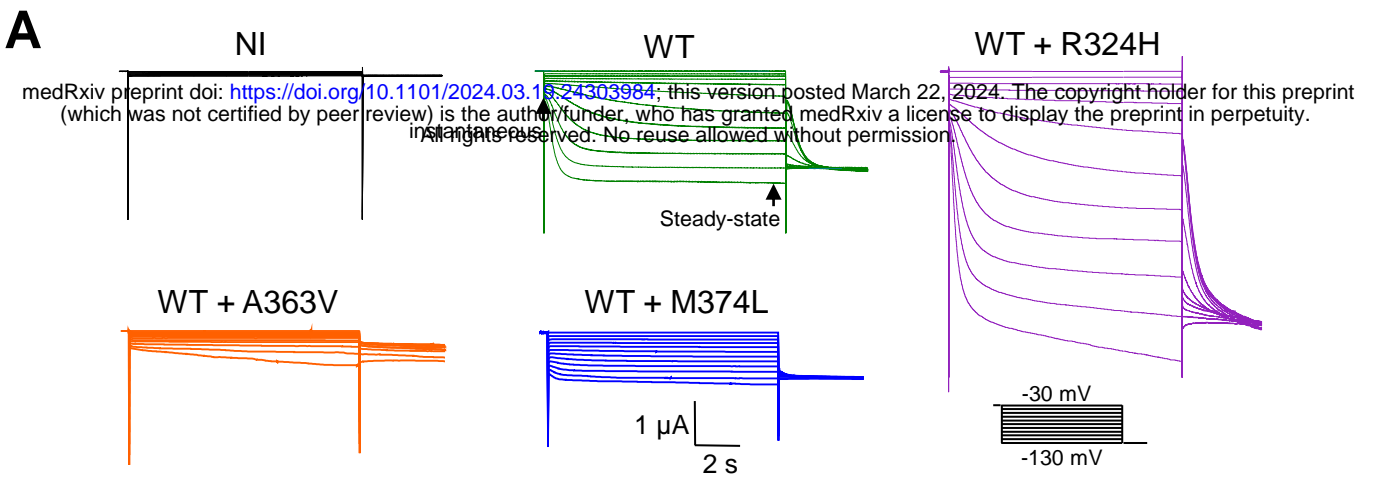 A
NI
WT
WT + R324H
medRxiv preprint doi: https://doi.org/10.1101/2024.03.19.24303984; this version posted March 22, 2024. The copyright holder for this preprint
(which was not certified by peer review) is the author/funder, who has granted medRxiv a license to display the preprint in perpetuity.
instantaneous
All rights reserved. No reuse allowed without permission.
Steady-state
WT + A363V
WT + M374L
1 µA
2 s
-30 mV
-130 mV